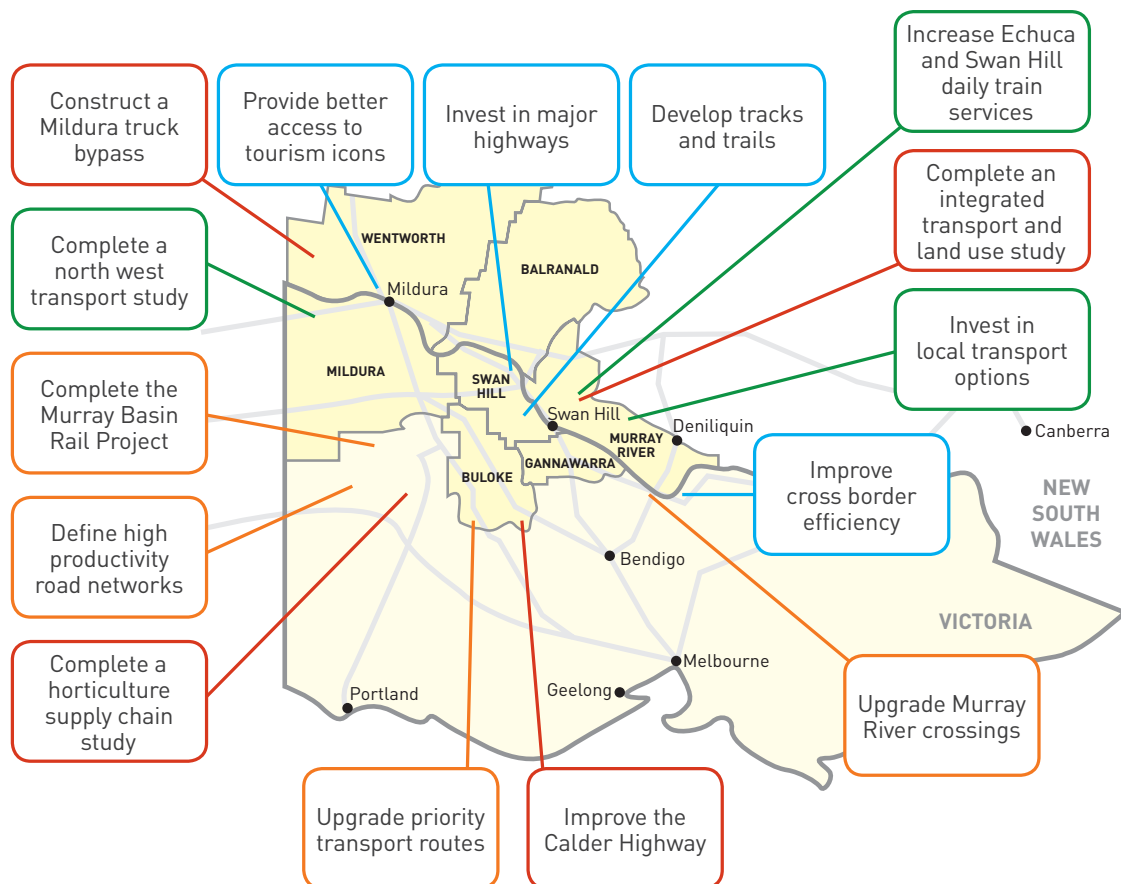 Increase Echuca
and Swan Hill
daily train
services
Construct a
Mildura truck
bypass
Provide better
access to
tourism icons
Invest in major
highways
Develop tracks
and trails
Complete an
integrated
transport and
land use study
Complete a
north west
transport study
WENTWORTH
BALRANALD
Mildura
Invest in
local transport
options
Complete the
Murray Basin
Rail Project
MILDURA
SWAN
HILL
Swan Hill
Deniliquin
MURRAY
RIVER
Canberra
GANNAWARRA
BULOKE
Improve
cross border
efficiency
NEW
SOUTH
WALES
Define high
productivity
road networks
Bendigo
VICTORIA
Complete a
horticulture
supply chain
study
Melbourne
Geelong
Portland
Upgrade Murray
River crossings
Upgrade priority
transport routes
Improve the
Calder Highway